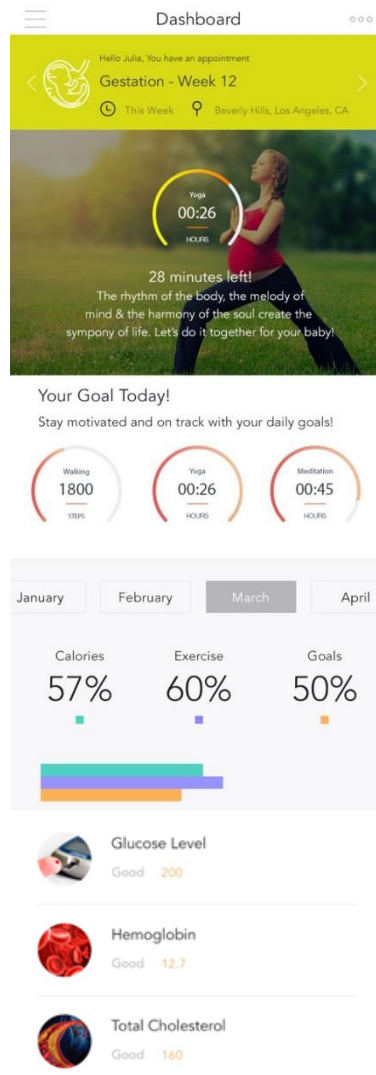 Dashboard
Hello Julia, You have an appointment
Gestation - Week 12
This Week Beverly Hills, Los Angeles, CA
Yoga
00:26
HOURS
28 minutes left!
The rhythm of the body, the melody of
mind & the harmony of the soul create the
sympony of life. Let's do it together for your baby!
Your Goal Today!
Stay motivated and on track with your daily goals!
Walking Yoga Meditation
1800 00:26 00:45
STEPS HOURS HOURS
January February March April
Calories Exercise Goals
57% 60% 50%
Glucose Level
Good 200
Hemoglobin
Good 12.7
Total Cholesterol
Good 160